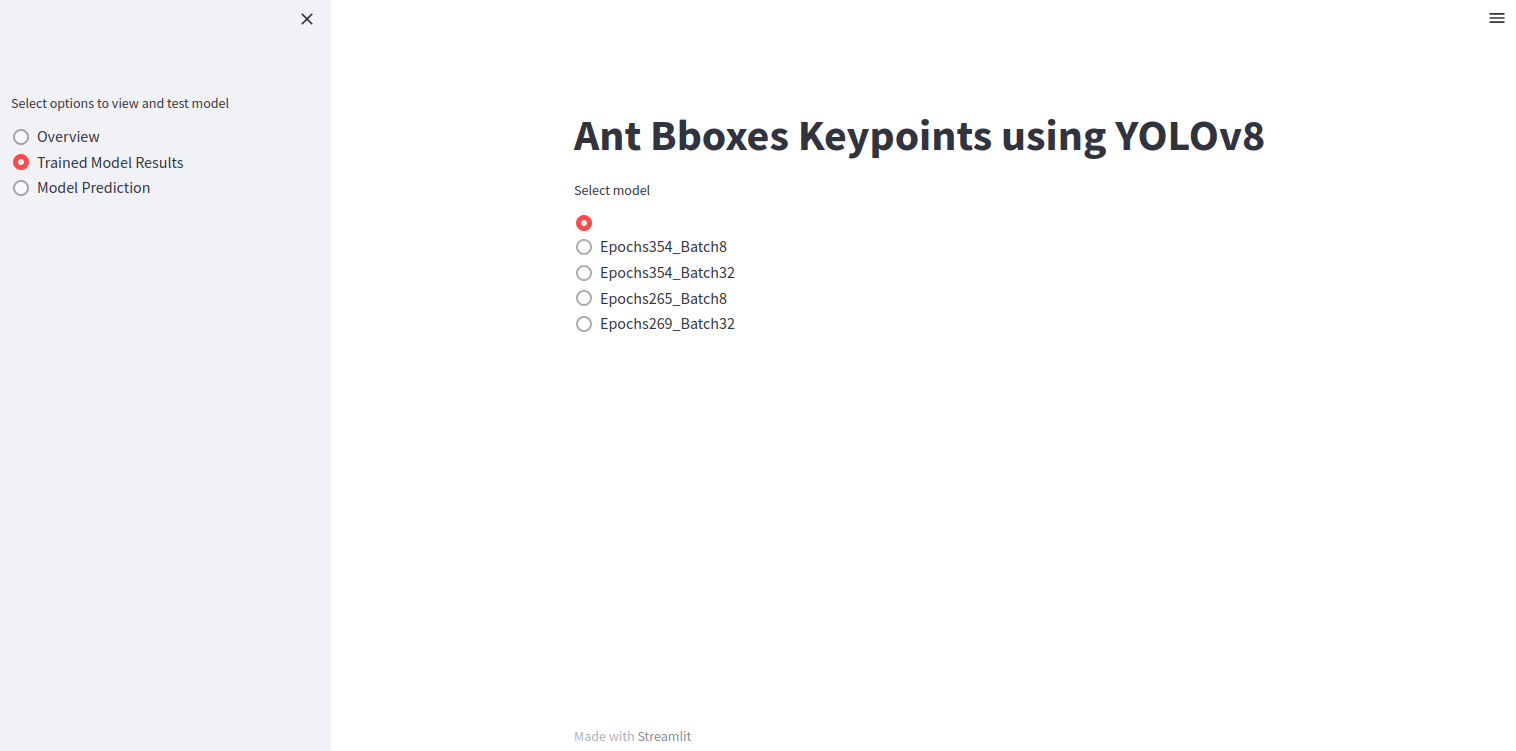 Select options to view and test model
Overview
Trained Model Results
Model Prediction
Ant Bboxes Keypoints using YOLOv8
Select model
Epochs354_Batch8
Epochs354_Batch32
Epochs265_Batch8
Epochs269_Batch32
Made with Streamlit